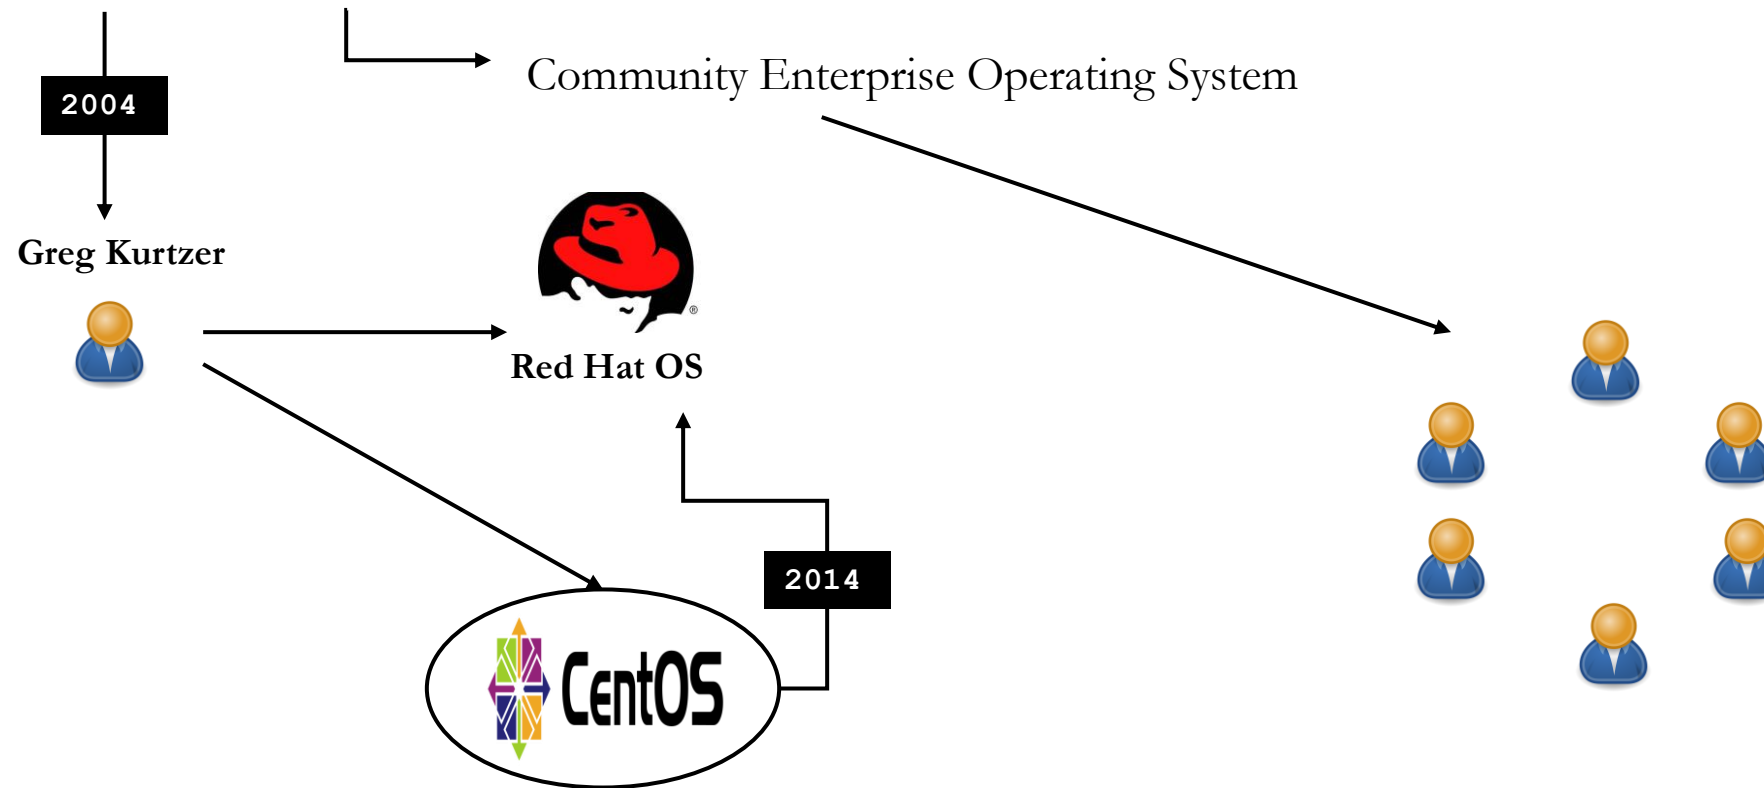 Community Enterprise Operating System
2004
Greg Kurtzer
®
Red Hat OS
2014
CentOS